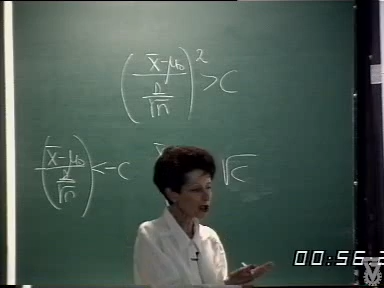 (x̄-μ₀ / n/√n)² > C
(x̄-μ₀ / √n) < -C
√C
00:56:2